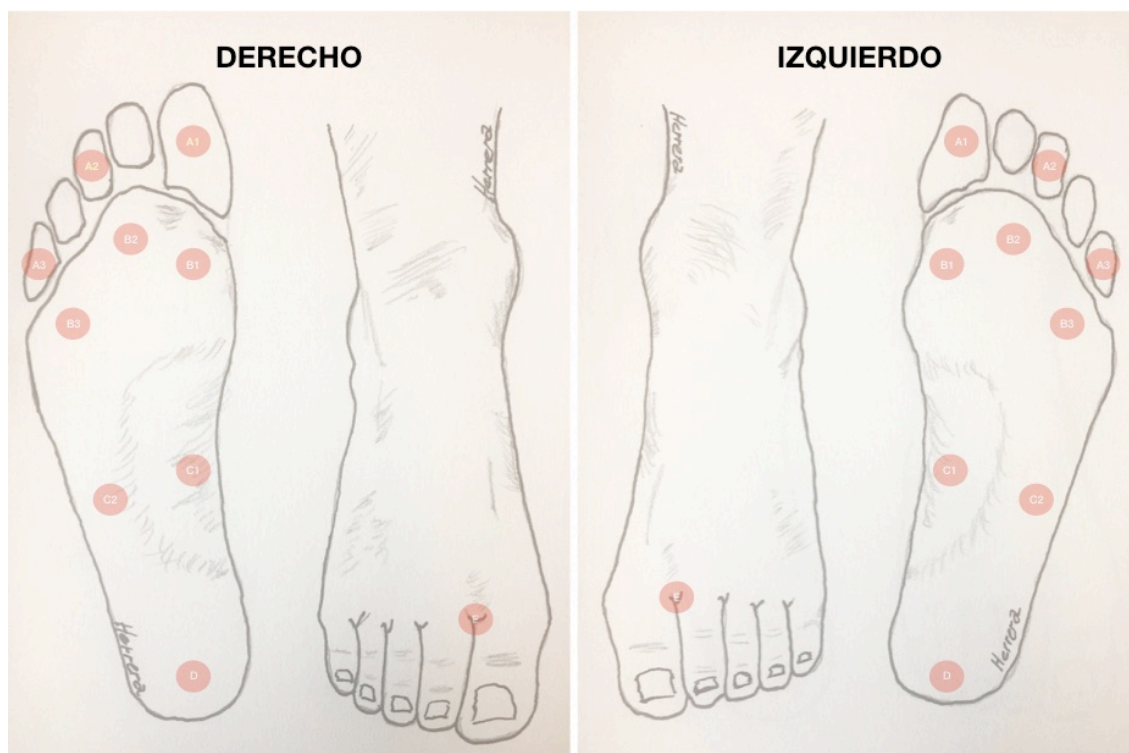 DERECHO
A1
A2
B2
A3
B1
B3
C1
C2
D
Herrera
Herrera
E
IZQUIERDO
Herrera
E
A1
A2
B2
B1
A3
B3
C1
C2
D
Herrera